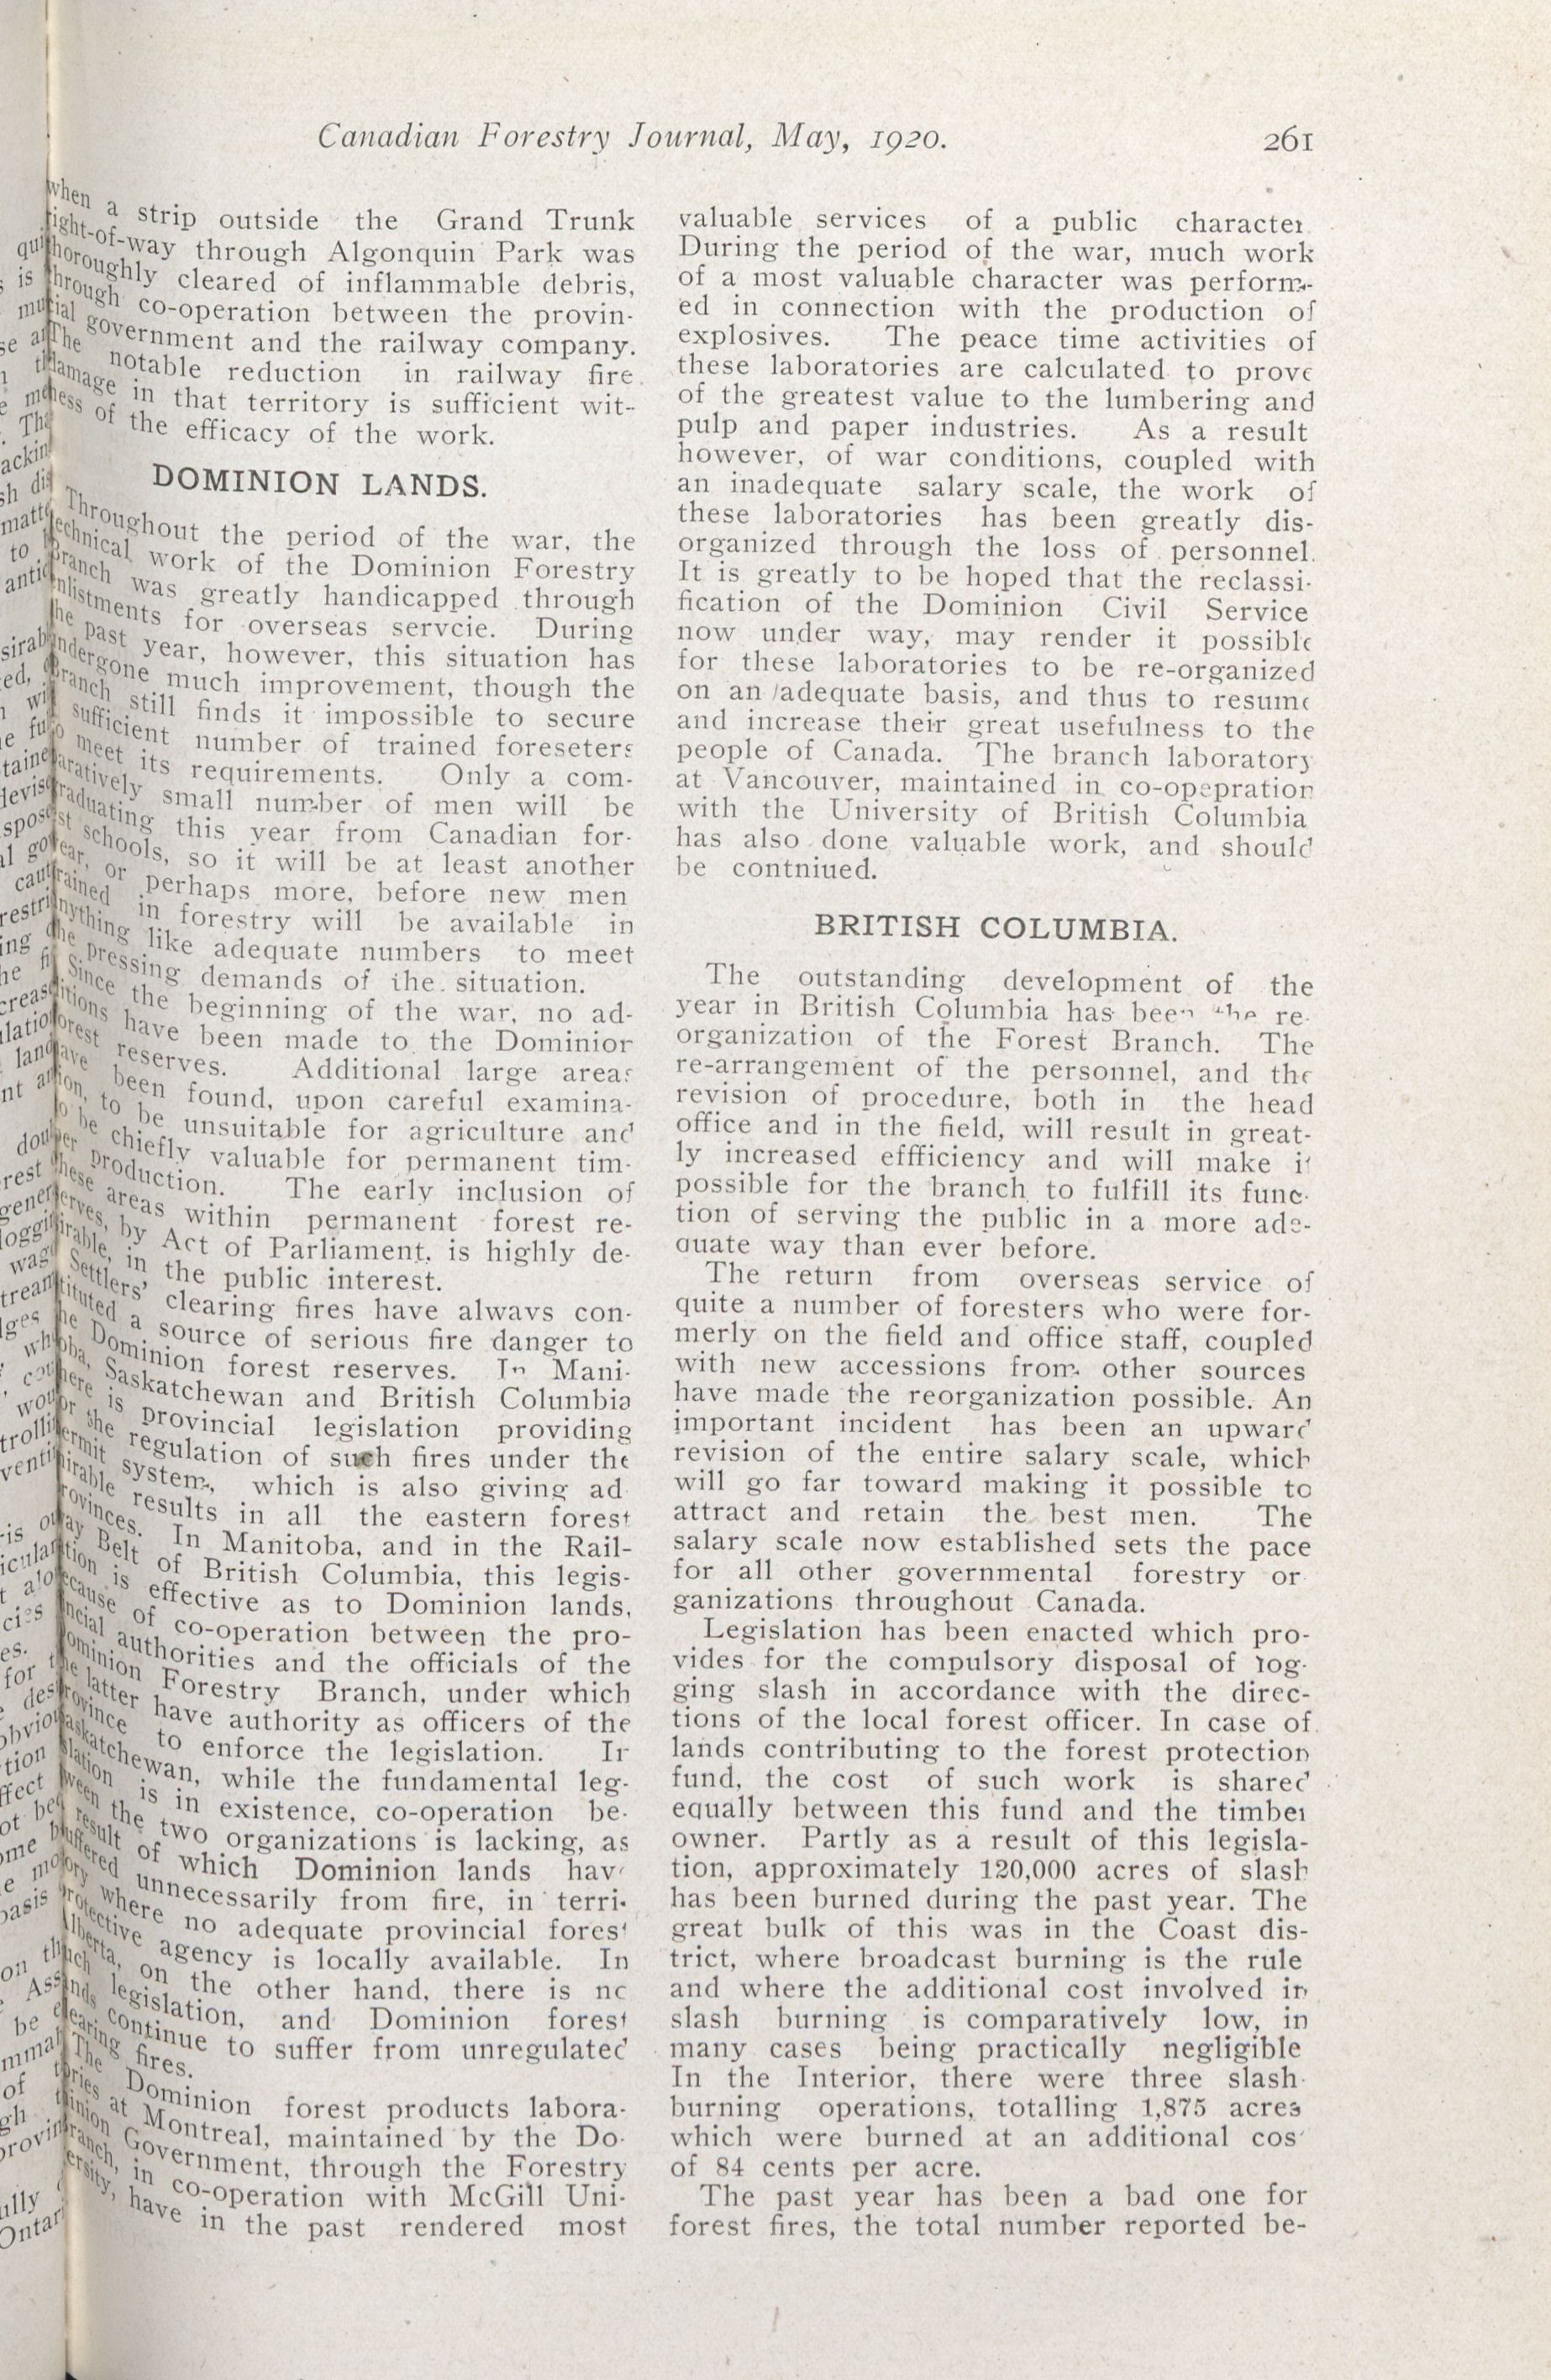 Canadian Forestry Journal, May, 1920.
261
when a strip outside the Grand Trunk
right-of-way through Algonquin Park was
thoroughly cleared of inflammable debris,
through co-operation between the provin-
cial government and the railway company.
The notable reduction in railway fire
damage in that territory is sufficient wit-
ness of the efficacy of the work.
DOMINION LANDS.
Throughout the period of the war, the
technical work of the Dominion Forestry
Branch was greatly handicapped through
enlistments for overseas servcie. During
the past year, however, this situation has
undergone much improvement, though the
Branch still finds it impossible to secure
sufficient number of trained foreseters
to meet its requirements. Only a com-
paratively small number of men will be
graduating this year from Canadian for-
est schools, so it will be at least another
year, or perhaps more, before new men
trained in forestry will be available in
anything like adequate numbers to meet
the pressing demands of the situation.
Since the beginning of the war, no ad-
ditions have been made to the Dominion
forest reserves. Additional large areas
have been found, upon careful examina-
tion, to be unsuitable for agriculture and
to be chiefly valuable for permanent tim-
ber production. The early inclusion of
these areas within permanent forest re-
serves, by Act of Parliament, is highly de-
sirable, in the public interest.
Settlers' clearing fires have always con-
stituted a source of serious fire danger to
the Dominion forest reserves. In Mani-
toba, Saskatchewan and British Columbia
there is provincial legislation providing
for the regulation of such fires under the
permit system, which is also giving ad
mirable results in all the eastern forest
provinces. In Manitoba, and in the Rail-
way Belt of British Columbia, this legis-
lation is effective as to Dominion lands,
because of co-operation between the pro-
vincial authorities and the officials of the
Dominion Forestry Branch, under which
the latter have authority as officers of the
province to enforce the legislation. In
Saskatchewan, while the fundamental leg-
islation is in existence, co-operation be-
tween the two organizations is lacking, as
a result of which Dominion lands have
suffered unnecessarily from fire, in terri-
tory where no adequate provincial forest
protective agency is locally available. In
Alberta, on the other hand, there is no
such legislation, and Dominion forest
lands continue to suffer from unregulated
clearing fires.
The Dominion forest products labora-
tories at Montreal, maintained by the Do-
minion Government, through the Forestry
Branch, in co-operation with McGill Uni-
versity, have in the past rendered most
valuable services of a public character
During the period of the war, much work
of a most valuable character was perform-
ed in connection with the production of
explosives. The peace time activities of
these laboratories are calculated to prove
of the greatest value to the lumbering and
pulp and paper industries. As a result
however, of war conditions, coupled with
an inadequate salary scale, the work of
these laboratories has been greatly dis-
organized through the loss of personnel.
It is greatly to be hoped that the reclassi-
fication of the Dominion Civil Service
now under way, may render it possible
for these laboratories to be re-organized
on an adequate basis, and thus to resume
and increase their great usefulness to the
people of Canada. The branch laboratory
at Vancouver, maintained in co-opepration
with the University of British Columbia
has also done valuable work, and should
be contniued.
BRITISH COLUMBIA.
The outstanding development of the
year in British Columbia has been the re-
organization of the Forest Branch. The
re-arrangement of the personnel, and the
revision of procedure, both in the head
office and in the field, will result in great-
ly increased effficiency and will make it
possible for the branch to fulfill its func-
tion of serving the public in a more ade-
quate way than ever before.
The return from overseas service of
quite a number of foresters who were for-
merly on the field and office staff, coupled
with new accessions from other sources
have made the reorganization possible. An
important incident has been an upward
revision of the entire salary scale, which
will go far toward making it possible to
attract and retain the best men. The
salary scale now established sets the pace
for all other governmental forestry or-
ganizations throughout Canada.
Legislation has been enacted which pro-
vides for the compulsory disposal of log-
ging slash in accordance with the direc-
tions of the local forest officer. In case of
lands contributing to the forest protection
fund, the cost of such work is shared
equally between this fund and the timber
owner. Partly as a result of this legisla-
tion, approximately 120,000 acres of slash
has been burned during the past year. The
great bulk of this was in the Coast dis-
trict, where broadcast burning is the rule
and where the additional cost involved in
slash burning is comparatively low, in
many cases being practically negligible
In the Interior, there were three slash-
burning operations, totalling 1,875 acres
which were burned at an additional cos
of 84 cents per acre.
The past year has been a bad one for
forest fires, the total number reported be-